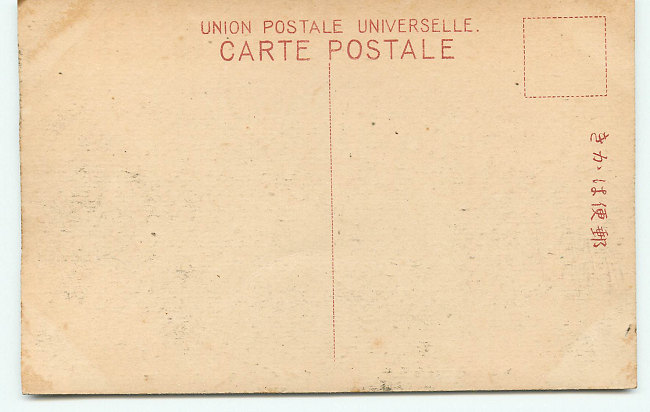 UNION POSTALE UNIVERSELLE.
CARTE POSTALE
きかは便郵